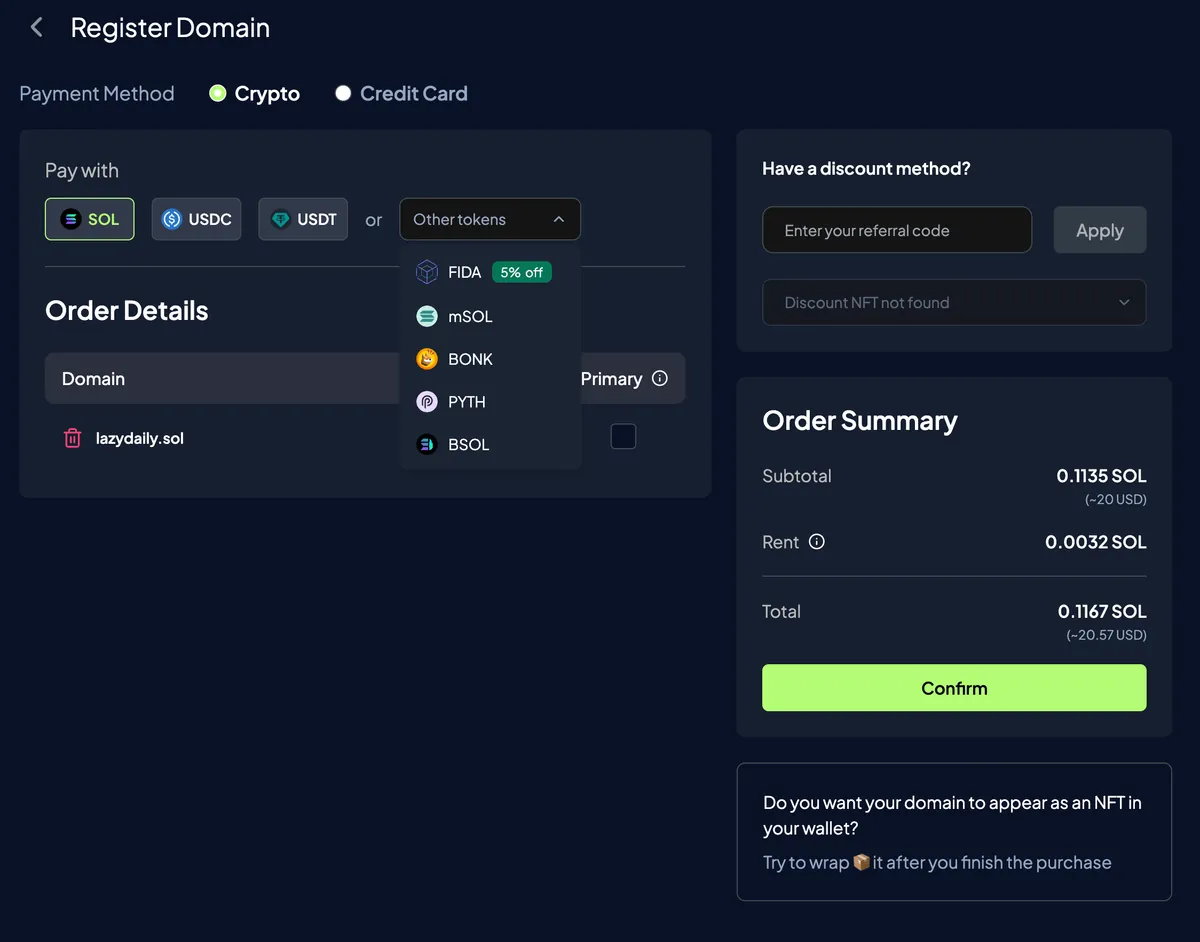 Register Domain
Payment Method
Crypto
Credit Card
Pay with
SOL
USDC
USDT
or
Other tokens
FIDA 5% off
mSOL
BONK
PYTH
BSOL
Order Details
Domain
Primary
lazydaily.sol
Have a discount method?
Enter your referral code
Apply
Discount NFT not found
Order Summary
Subtotal 0.1135 SOL
(~20 USD)
Rent 0.0032 SOL
Total 0.1167 SOL
(~20.57 USD)
Confirm
Do you want your domain to appear as an NFT in
your wallet?
Try to wrap 📦 it after you finish the purchase